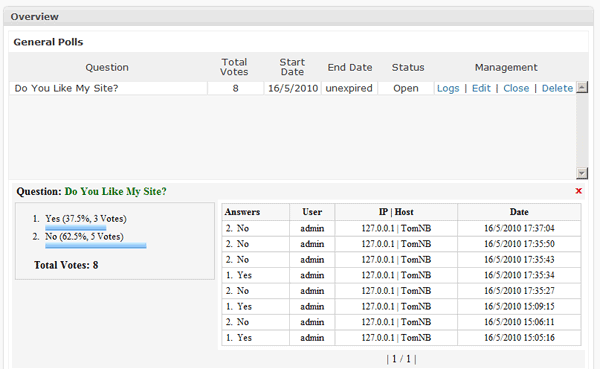 Overview
General Polls
Question Total Votes Start Date End Date Status Management
Do You Like My Site? 8 16/5/2010 unexpired Open Logs | Edit | Close | Delete
Question: Do You Like My Site? ×
1. Yes (37.5%, 3 Votes)
2. No (62.5%, 5 Votes)
Total Votes: 8
Answers User IP | Host Date
2. No admin 127.0.0.1 | TomNB 16/5/2010 17:37:04
2. No admin 127.0.0.1 | TomNB 16/5/2010 17:35:50
2. No admin 127.0.0.1 | TomNB 16/5/2010 17:35:43
1. Yes admin 127.0.0.1 | TomNB 16/5/2010 17:35:34
2. No admin 127.0.0.1 | TomNB 16/5/2010 17:35:27
1. Yes admin 127.0.0.1 | TomNB 16/5/2010 15:09:15
2. No admin 127.0.0.1 | TomNB 16/5/2010 15:06:11
1. Yes admin 127.0.0.1 | TomNB 16/5/2010 15:05:16
| 1 / 1 |